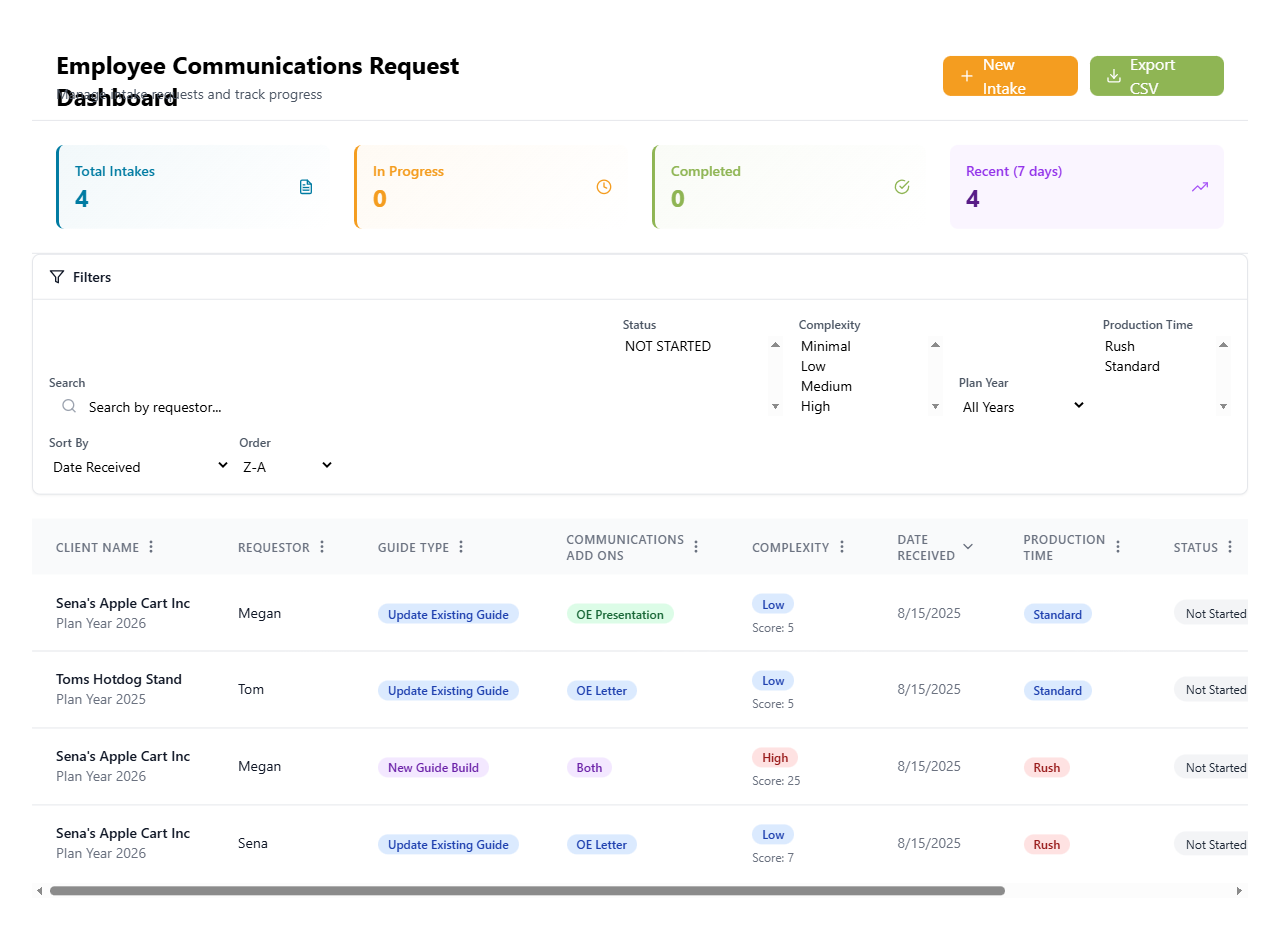 Employee Communications Request
Dashboard
Manage intake requests and track progress
New
Intake
Export
CSV
Total Intakes
4
In Progress
0
Completed
0
Recent (7 days)
4
Filters
Search
Search by requestor...
Status
NOT STARTED
Complexity
Minimal
Low
Medium
High
Plan Year
All Years
Production Time
Rush
Standard
Sort By
Date Received
Order
Z-A
CLIENT NAME
REQUESTOR
GUIDE TYPE
COMMUNICATIONS
ADD ONS
COMPLEXITY
DATE
RECEIVED
PRODUCTION
TIME
STATUS
Sena's Apple Cart Inc
Plan Year 2026
Megan
Update Existing Guide
OE Presentation
Low
Score: 5
8/15/2025
Standard
Not Started
Toms Hotdog Stand
Plan Year 2025
Tom
Update Existing Guide
OE Letter
Low
Score: 5
8/15/2025
Standard
Not Started
Sena's Apple Cart Inc
Plan Year 2026
Megan
New Guide Build
Both
High
Score: 25
8/15/2025
Rush
Not Started
Sena's Apple Cart Inc
Plan Year 2026
Sena
Update Existing Guide
OE Letter
Low
Score: 7
8/15/2025
Rush
Not Started